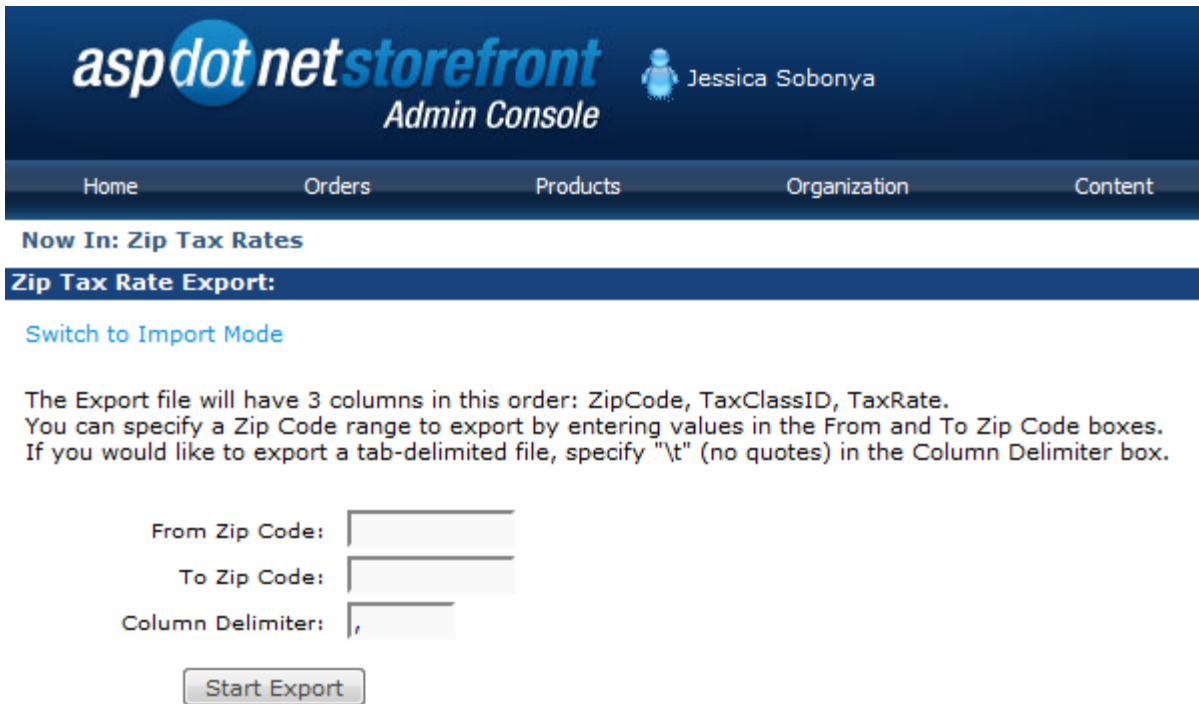 aspdotnetstorefront
Admin Console
Jessica Sobonya
Home Orders Products Organization Content
Now In: Zip Tax Rates
Zip Tax Rate Export:
Switch to Import Mode
The Export file will have 3 columns in this order: ZipCode, TaxClassID, TaxRate.
You can specify a Zip Code range to export by entering values in the From and To Zip Code boxes.
If you would like to export a tab-delimited file, specify "\t" (no quotes) in the Column Delimiter box.
From Zip Code:
To Zip Code:
Column Delimiter: ,
Start Export